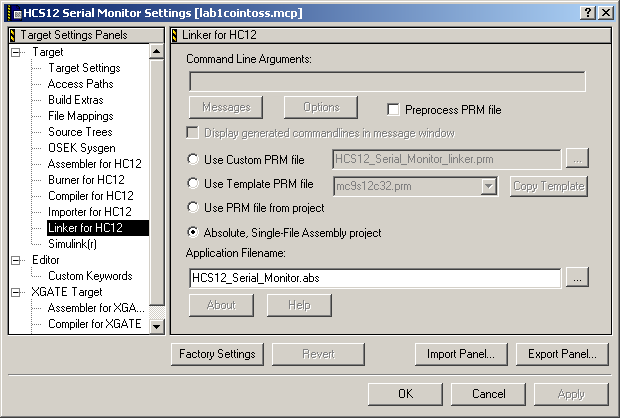 HCS12 Serial Monitor Settings [lab1cointoss.mcp]
Target Settings Panels
Target
Target Settings
Access Paths
Build Extras
File Mappings
Source Trees
OSEK Sysgen
Assembler for HC12
Burner for HC12
Compiler for HC12
Importer for HC12
Linker for HC12
Simulink(r)
Editor
Custom Keywords
XGATE Target
Assembler for XGA...
Compiler for XGATE
Linker for HC12
Command Line Arguments:
Messages
Options
Preprocess PRM file
Display generated commandlines in message window
Use Custom PRM file
HCS12_Serial_Monitor_linker.prm
...
Use Template PRM file
mc9s12c32.prm
Copy Template
Use PRM file from project
Absolute, Single-File Assembly project
Application Filename:
HCS12_Serial_Monitor.abs
...
About
Help
Factory Settings
Revert
Import Panel...
Export Panel...
OK
Cancel
Apply